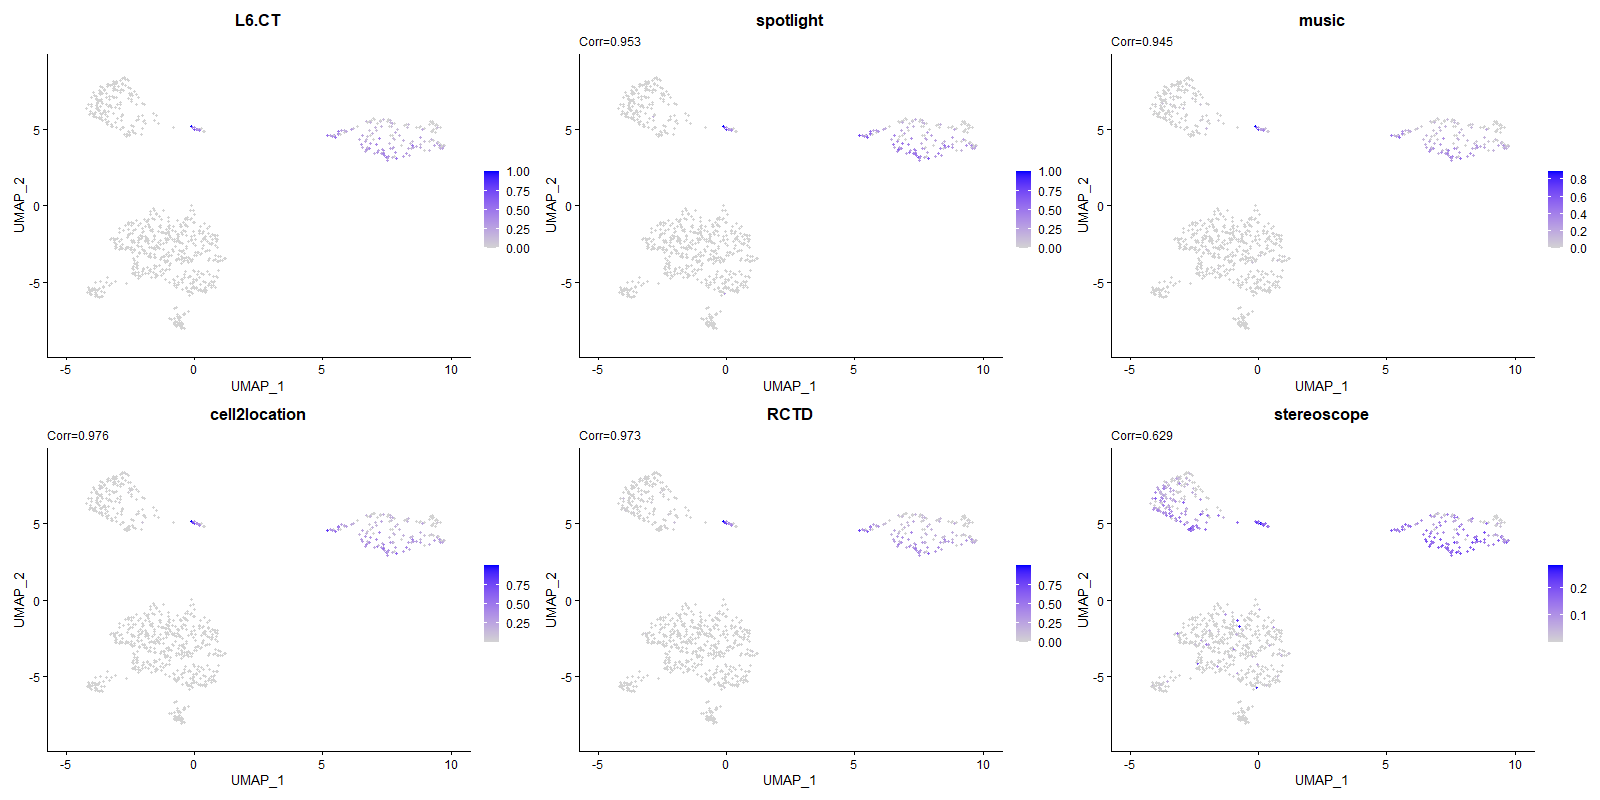 L6.CT
UMAP_2
5
0
-5
-5
0
5
10
UMAP_1
1.00
0.75
0.50
0.25
0.00
spotlight
Corr=0.953
UMAP_2
5
0
-5
-5
0
5
10
UMAP_1
1.00
0.75
0.50
0.25
0.00
music
Corr=0.945
UMAP_2
5
0
-5
-5
0
5
10
UMAP_1
0.8
0.6
0.4
0.2
0.0
cell2location
Corr=0.976
UMAP_2
5
0
-5
-5
0
5
10
UMAP_1
0.75
0.50
0.25
RCTD
Corr=0.973
UMAP_2
5
0
-5
-5
0
5
10
UMAP_1
0.75
0.50
0.25
0.00
stereoscope
Corr=0.629
UMAP_2
5
0
-5
-5
0
5
10
UMAP_1
0.2
0.1